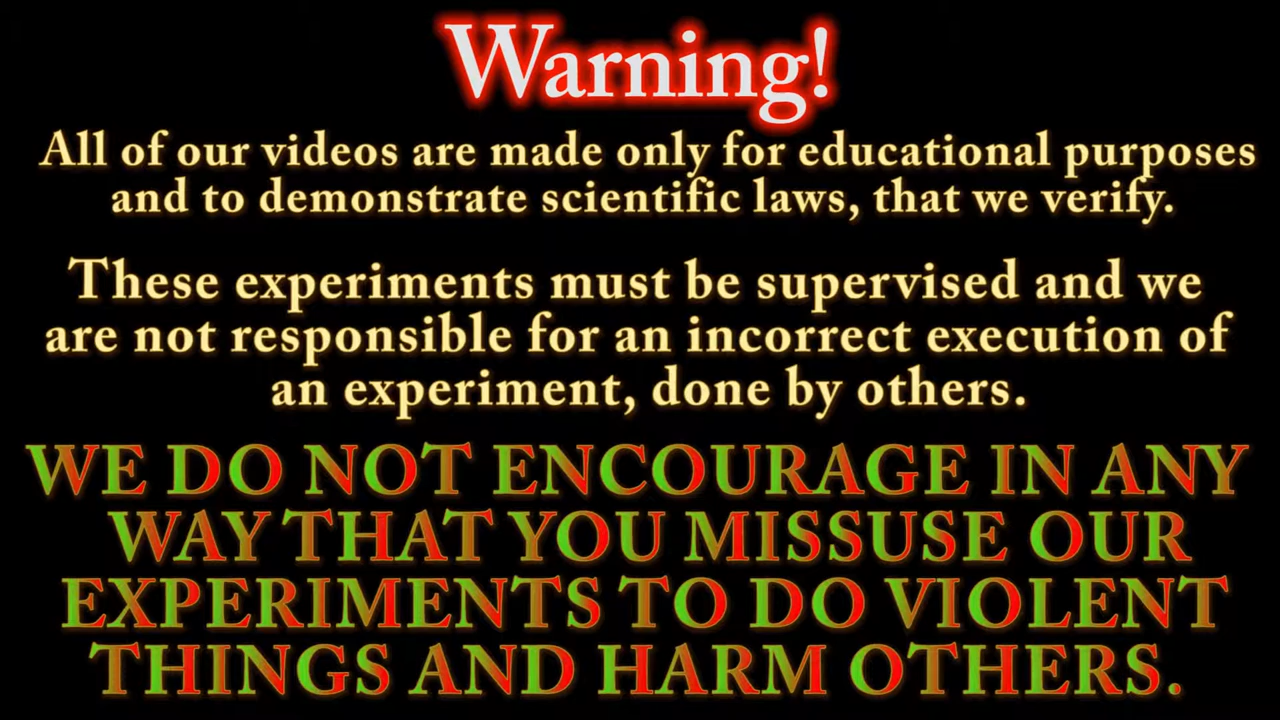 Warning!
All of our videos are made only for educational purposes
and to demonstrate scientific laws, that we verify.
These experiments must be supervised and we
are not responsible for an incorrect execution of
an experiment, done by others.
WE DO NOT ENCOURAGE IN ANY
WAY THAT YOU MISSUSE OUR
EXPERIMENTS TO DO VIOLENT
THINGS AND HARM OTHERS.